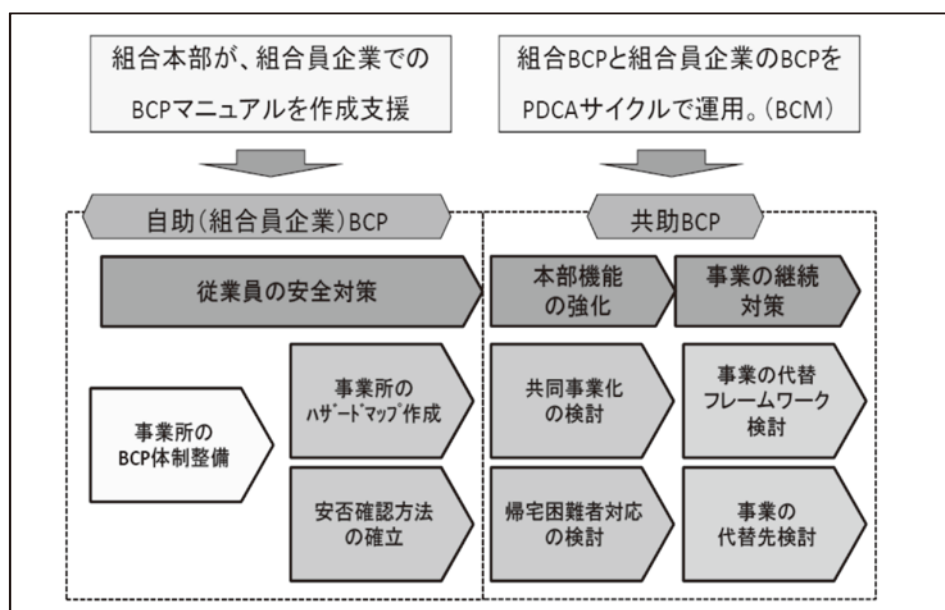 組合本部が、組合員企業での
BCPマニュアルを作成支援
組合BCPと組合員企業のBCPを
PDCAサイクルで運用。(BCM)
自助(組合員企業)BCP
共助BCP
従業員の安全対策
本部機能
の強化
事業の継続
対策
事業所の
BCP体制整備
事業所の
ﾊｻﾞｰﾄﾞﾏｯﾌﾟ作成
安否確認方法
の確立
共同事業化
の検討
帰宅困難者対応
の検討
事業の代替
フレームワーク
検討
事業の
代替先検討